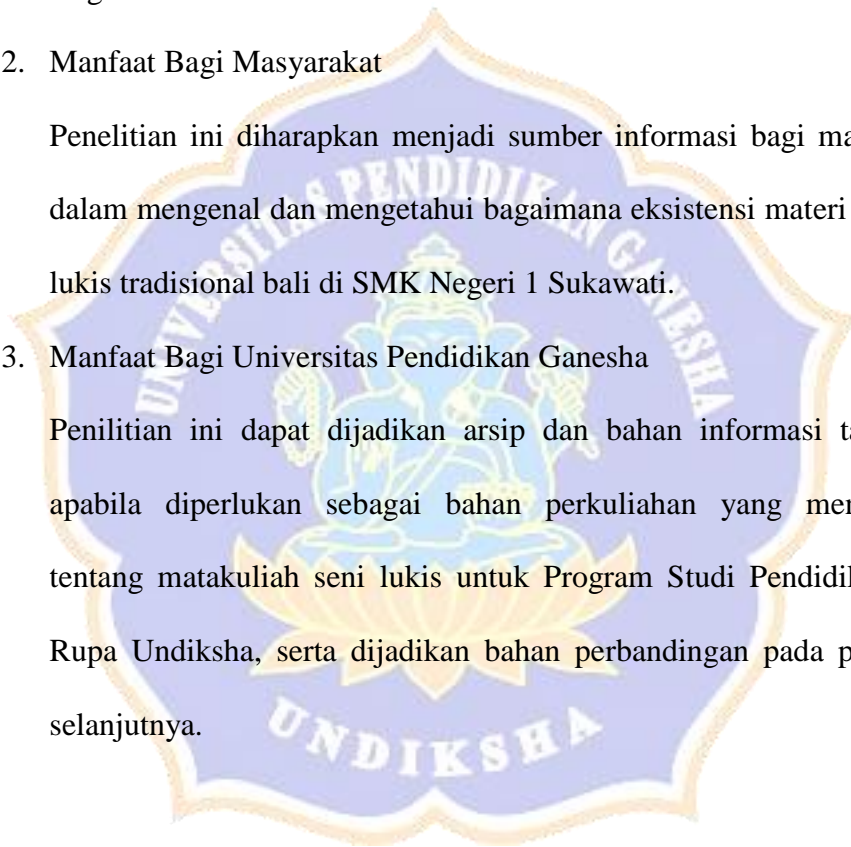 2. Manfaat Bagi Masyarakat
Penelitian ini diharapkan menjadi sumber informasi bagi
dalam mengenal dan mengetahui bagaimana eksistensi materi
lukis tradisional bali di SMK Negeri 1 Sukawati.
3. Manfaat Bagi Universitas Pendidikan Ganesha
Penilitian ini dapat dijadikan arsip dan bahan informasi
apabila diperlukan sebagai bahan perkuliahan yang
tentang matakuliah seni lukis untuk Program Studi
Rupa Undiksha, serta dijadikan bahan perbandingan pada
selanjutnya.
UNIVERSITAS PENDIDIKAN GANESHA
UNDIKSHA